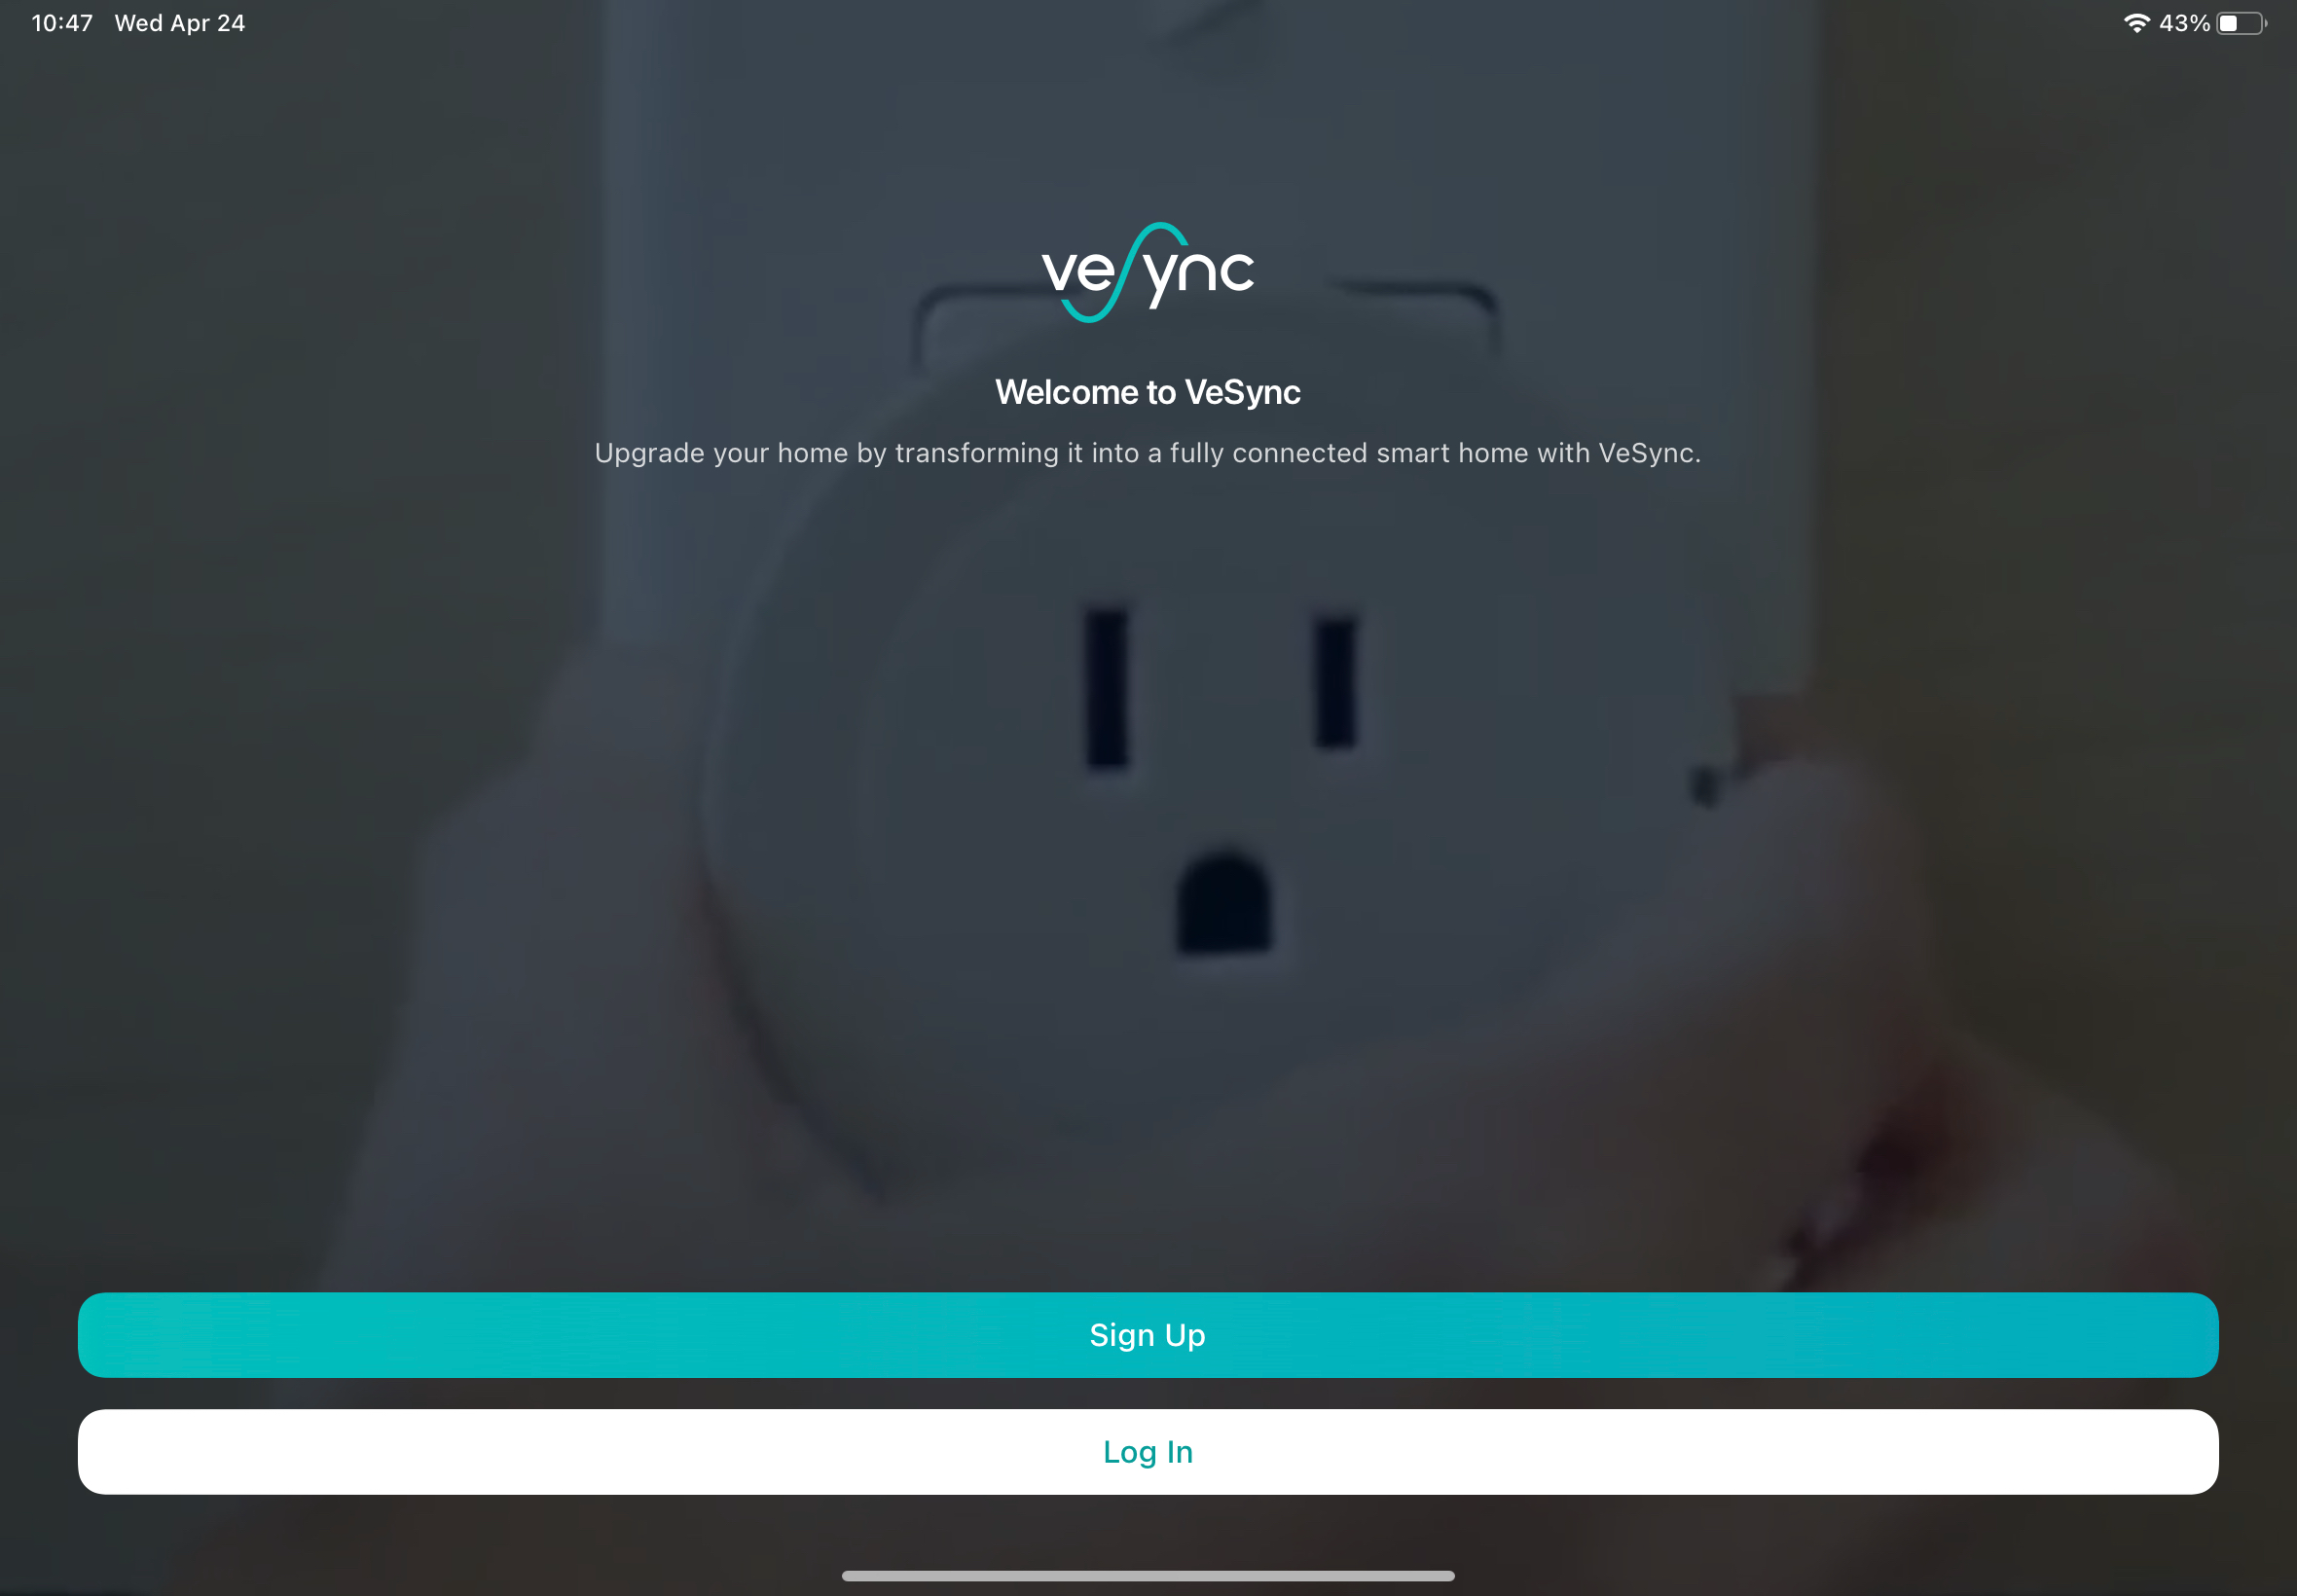 10:47 Wed Apr 24 43%
vesync
Welcome to VeSync
Upgrade your home by transforming it into a fully connected smart home with VeSync.
Sign Up
Log In